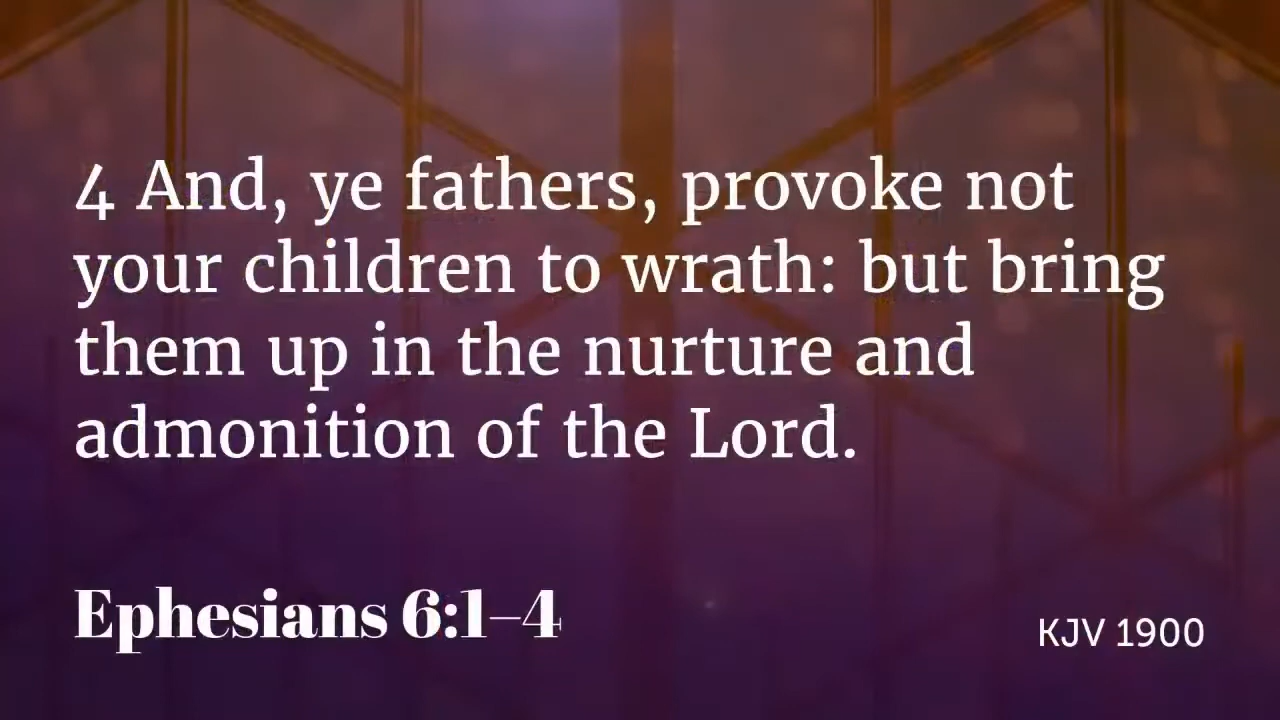 4 And, ye fathers, provoke not
your children to wrath: but bring
them up in the nurture and
admonition of the Lord.
Ephesians 6:1–4
KJV 1900